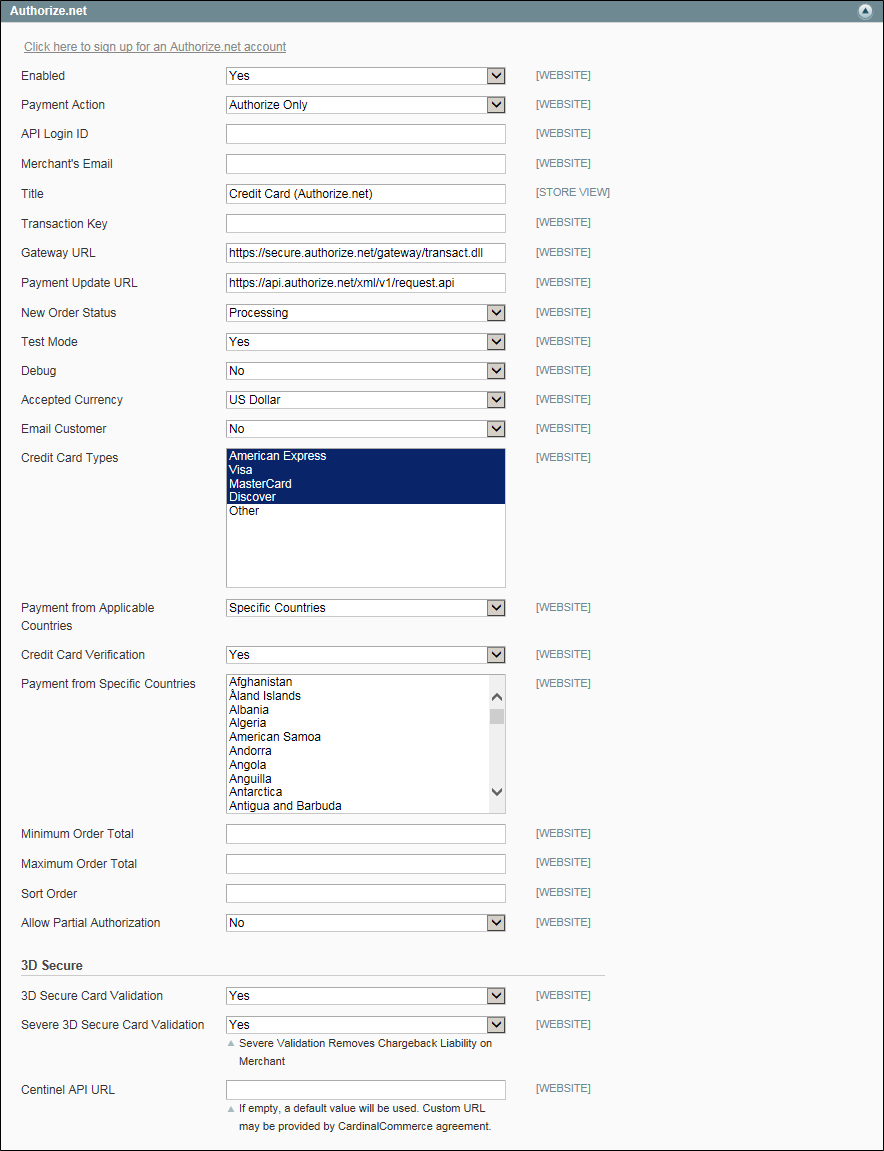 Authorize.net
Click here to sign up for an Authorize.net account
Enabled Yes [WEBSITE]
Payment Action Authorize Only [WEBSITE]
API Login ID [WEBSITE]
Merchant's Email [WEBSITE]
Title Credit Card (Authorize.net) [STORE VIEW]
Transaction Key [WEBSITE]
Gateway URL https://secure.authorize.net/gateway/transact.dll [WEBSITE]
Payment Update URL https://api.authorize.net/xml/v1/request.api [WEBSITE]
New Order Status Processing [WEBSITE]
Test Mode Yes [WEBSITE]
Debug No [WEBSITE]
Accepted Currency US Dollar [WEBSITE]
Email Customer No [WEBSITE]
Credit Card Types American Express [WEBSITE]
Visa
MasterCard
Discover
Other
Payment from Applicable Specific Countries [WEBSITE]
Countries
Credit Card Verification Yes [WEBSITE]
Payment from Specific Countries Afghanistan [WEBSITE]
Åland Islands
Albania
Algeria
American Samoa
Andorra
Angola
Anguilla
Antarctica
Antigua and Barbuda
Minimum Order Total [WEBSITE]
Maximum Order Total [WEBSITE]
Sort Order [WEBSITE]
Allow Partial Authorization No [WEBSITE]
3D Secure
3D Secure Card Validation Yes [WEBSITE]
Severe 3D Secure Card Validation Yes [WEBSITE]
Severe Validation Removes Chargeback Liability on
Merchant
Centinel API URL [WEBSITE]
If empty, a default value will be used. Custom URL
may be provided by CardinalCommerce agreement.